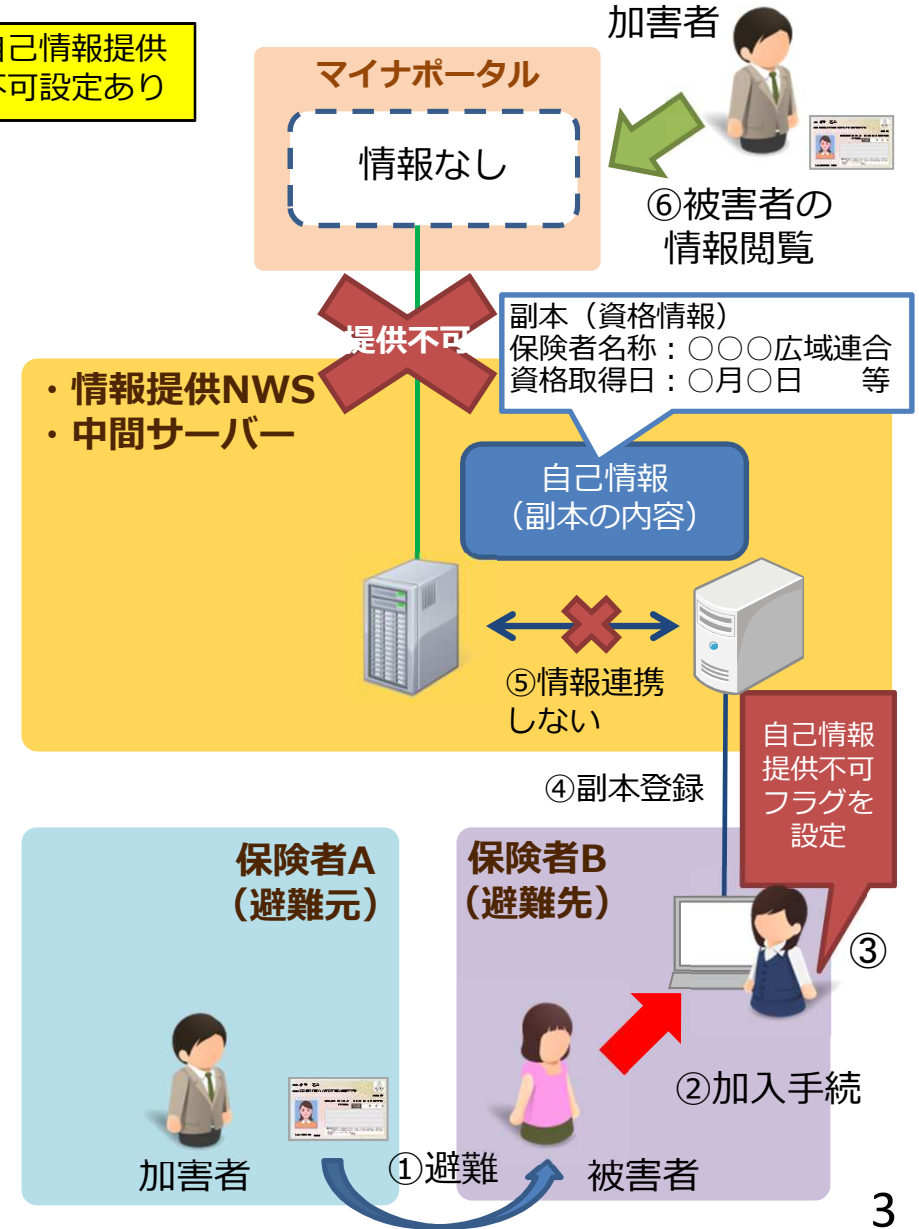 自己情報提供
不可設定あり
加害者
マイナポータル
情報なし
⑥被害者の
情報閲覧
提供不可
副本（資格情報）
保険者名称：○○○広域連合
資格取得日：○月○日　　等
・情報提供NWS
・中間サーバー
自己情報
（副本の内容）
⑤情報連携
しない
自己情報
提供不可
フラグを
設定
④副本登録
保険者A
（避難元）
保険者B
（避難先）
③
②加入手続
加害者
①避難
被害者
3